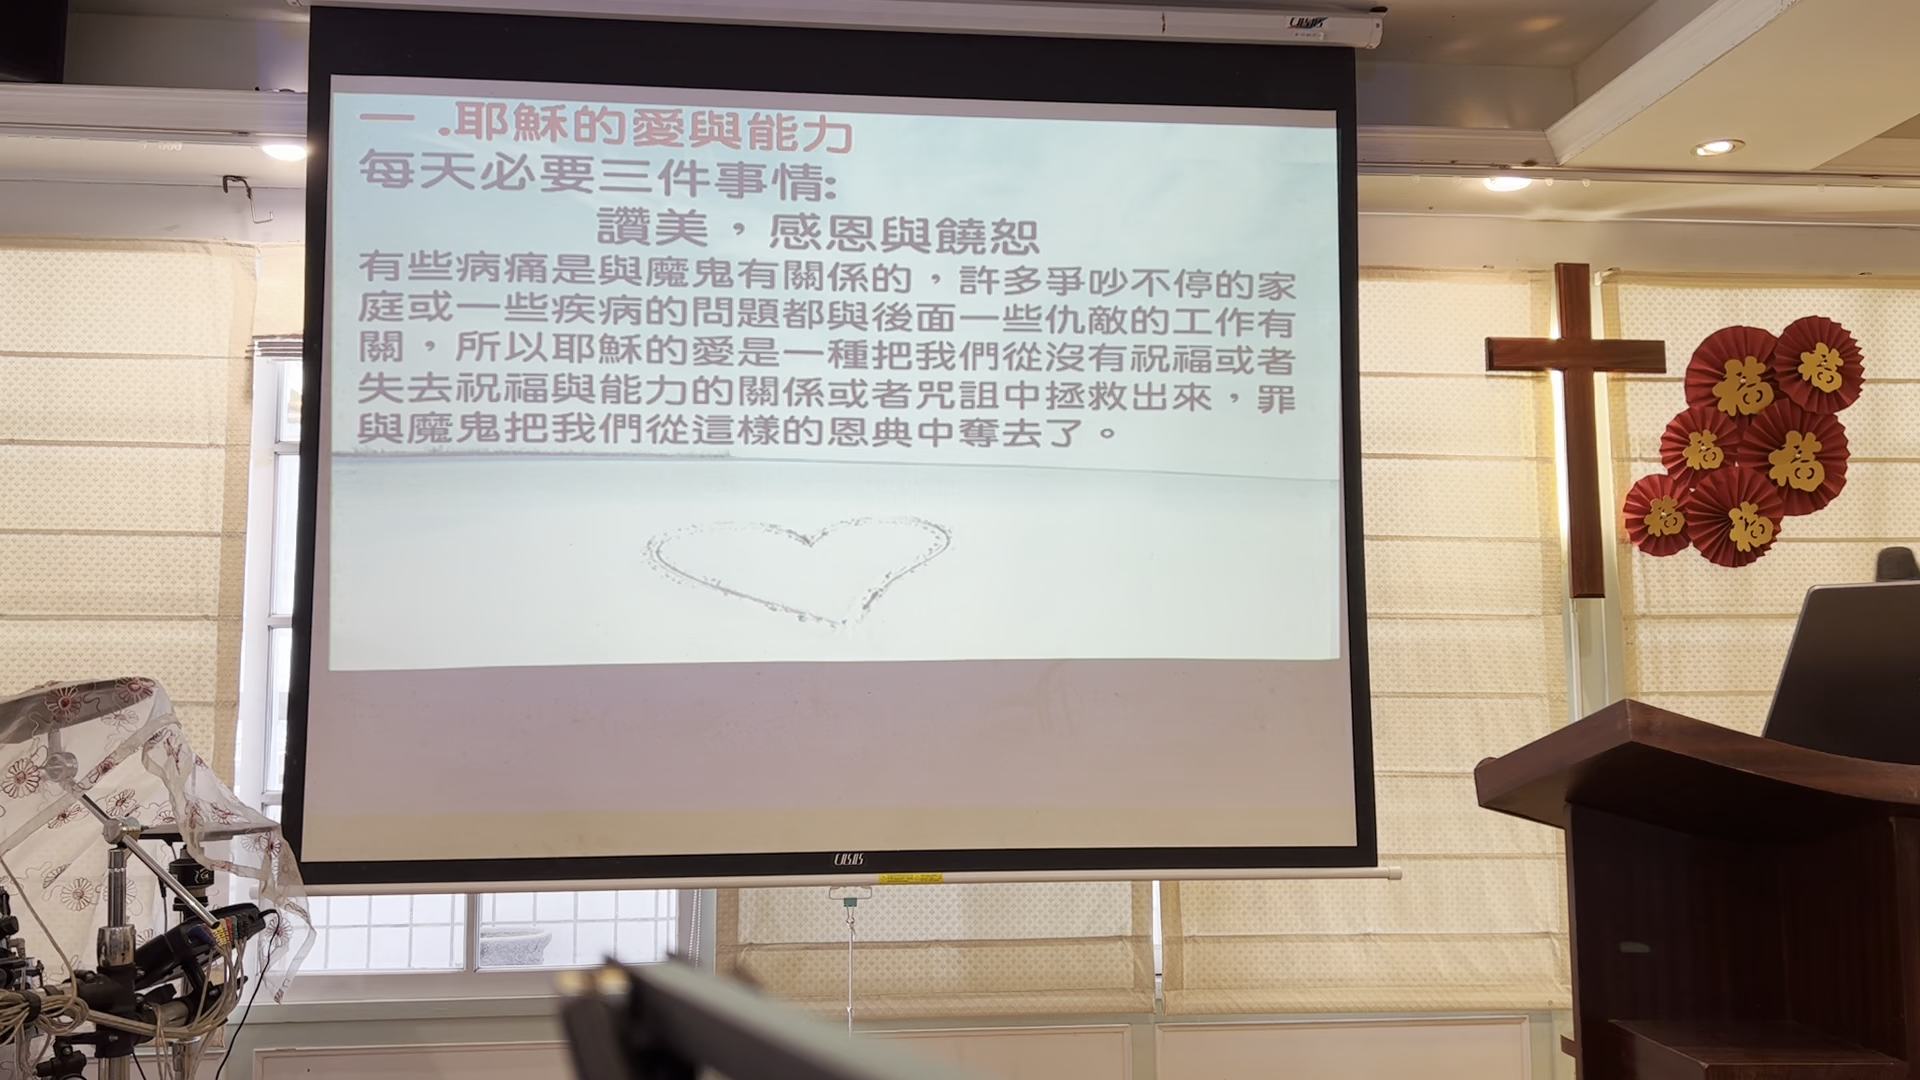 一.耶穌的愛與能力
每天必要三件事情:
讚美，感恩與饒恕
有些病痛是與魔鬼有關係的，許多爭吵不停的家
庭或一些疾病的問題都與後面一些仇敵的工作有
關，所以耶穌的愛是一種把我們從沒有祝福或者
失去祝福與能力的關係或者咒詛中拯救出來，罪
與魔鬼把我們從這樣的恩典中奪去了。
福
福
福
福
福
福